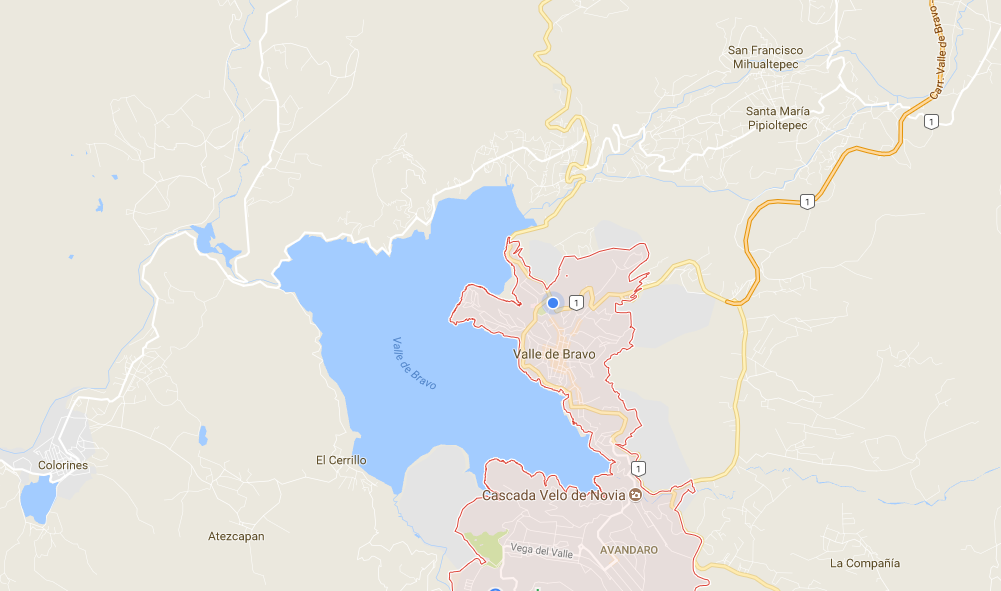 Carr. Valle de Bravo
San Francisco
Mihualtepec
Santa María
Pipioltepec
1
1
1
Valle de Bravo
Valle de Bravo
Colorines
El Cerrillo
1
Cascada Velo de Novia
Atezcapan
Vega del Valle
AVANDARO
La Compañía